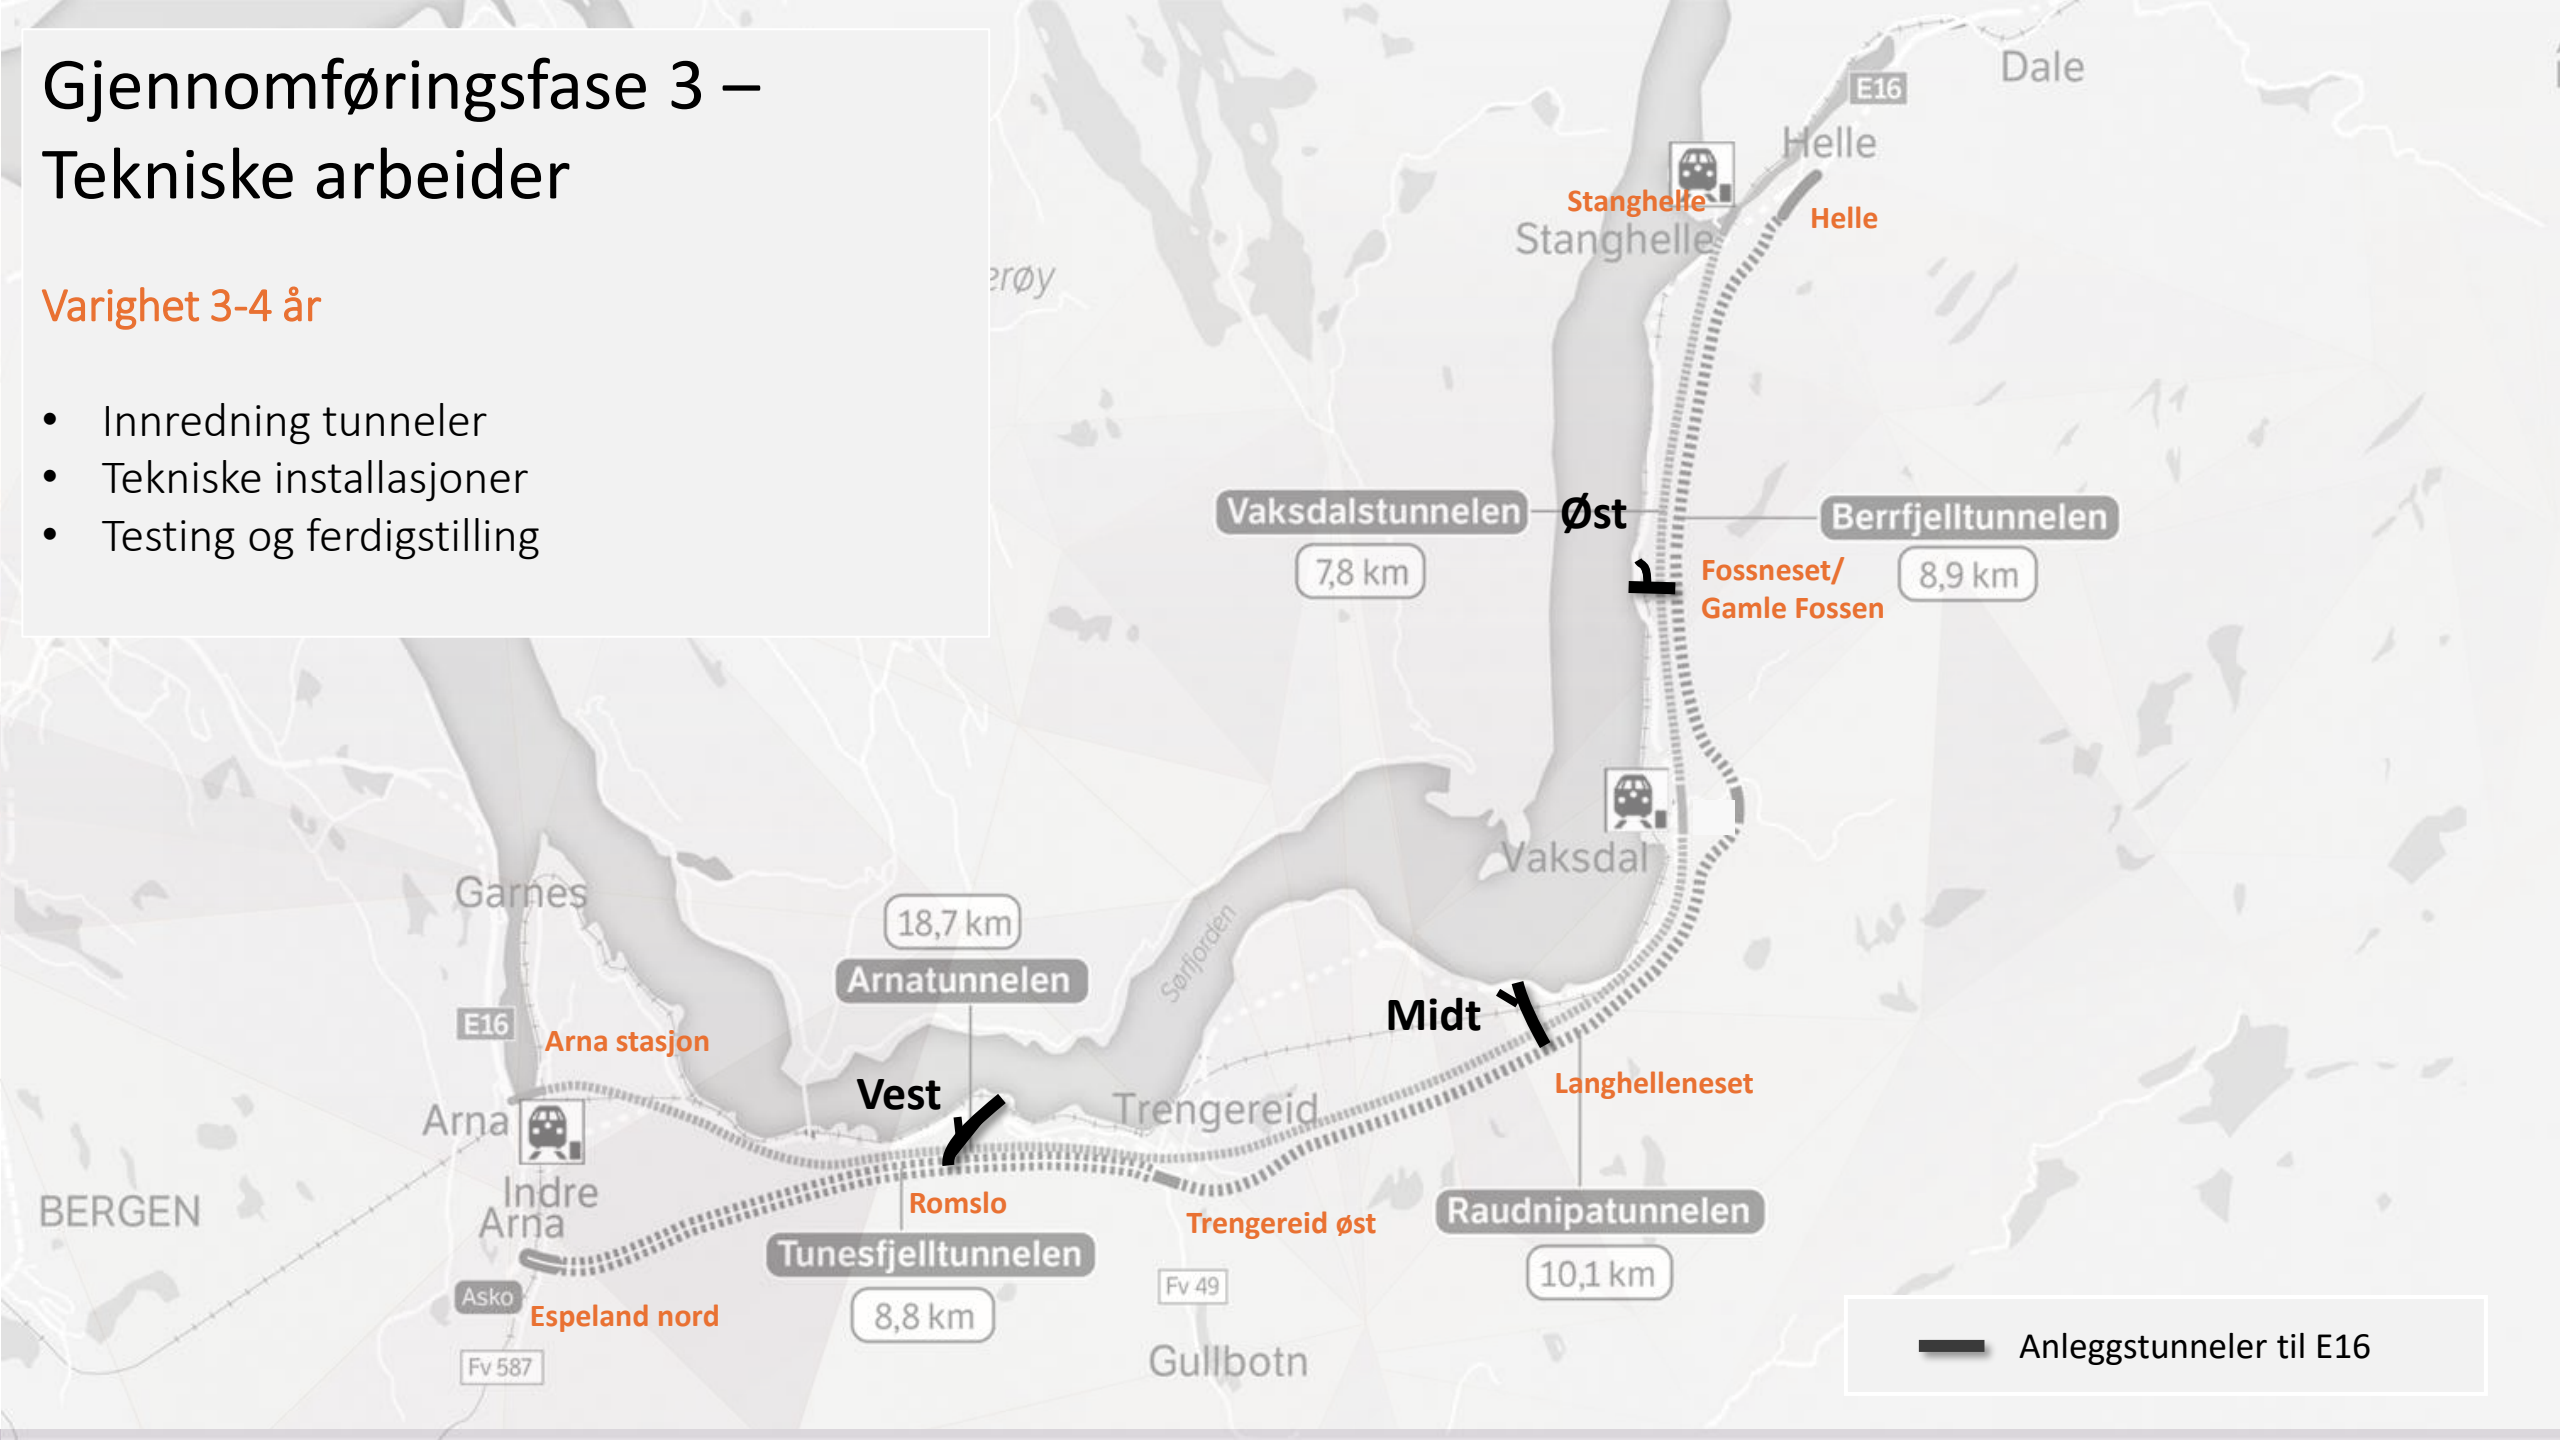 Gjennomføringsfase 3 –
Tekniske arbeider
Varighet 3-4 år
• Innredning tunneler
• Tekniske installasjoner
• Testing og ferdigstilling
Dale
E16
Helle
Stanghelle
Helle
Stanghelle
Vaksdalstunnelen
7,8 km
Øst
Berrfjelltunnelen
8,9 km
Fossneset/
Gamle Fossen
Vaksdal
Garnes
18,7 km
Arnatunnelen
Sørfjorden
E16
Arna stasjon
Midt
Vest
Langhelleneset
Arna
Trengereid
Indre
Arna
BERGEN
Romslo
Trengereid øst
Raudnipatunnelen
10,1 km
Tunesfjelltunnelen
8,8 km
Asko
Espeland nord
Fv 49
Fv 587
Gullbotn
Anleggstunneler til E16